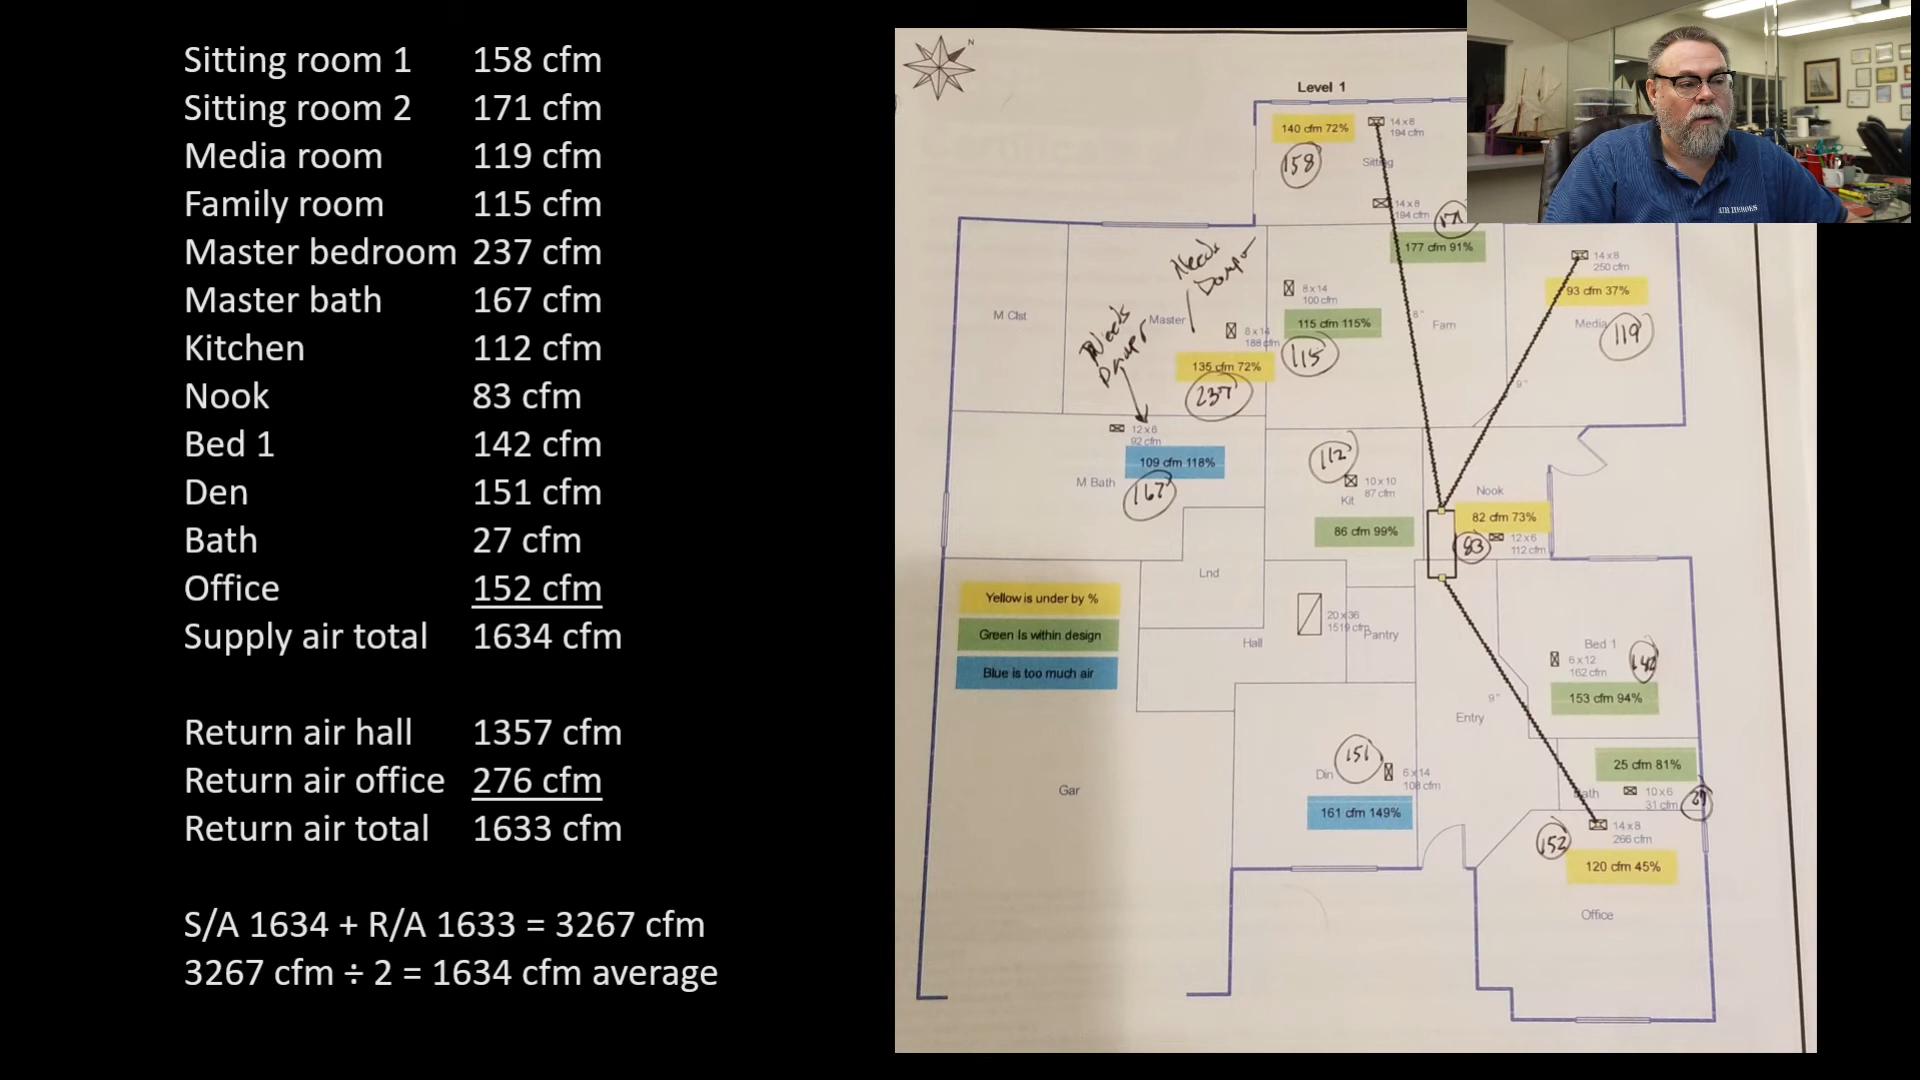 Sitting room 1 158 cfm
Sitting room 2 171 cfm
Media room 119 cfm
Family room 115 cfm
Master bedroom 237 cfm
Master bath 167 cfm
Kitchen 112 cfm
Nook 83 cfm
Bed 1 142 cfm
Den 151 cfm
Bath 27 cfm
Office 152 cfm
Supply air total 1634 cfm
Return air hall 1357 cfm
Return air office 276 cfm
Return air total 1633 cfm
S/A 1634 + R/A 1633 = 3267 cfm
3267 cfm ÷ 2 = 1634 cfm average
N
Level 1
140 cfm 72%
14 x 8
194 cfm
158
Sitting
14 x 8
194 cfm
171
177 cfm 91%
Needs
14 x 8
250 cfm
93 cfm 37%
Media
119
8 x 14
100 cfm
115 cfm 115%
115
8"
Fam
M Clst
Master
8 x 14
188 cfm
135 cfm 72%
237
Needs
9"
12 x 6
92 cfm
109 cfm 118%
M Bath
167
112
10 x 10
87 cfm
Kit
86 cfm 99%
Nook
82 cfm 73%
83
12 x 6
112 cfm
Lnd
Yellow is under by %
Green Is within design
Blue is too much air
20 x 36
1519 cfm
Pantry
Hall
Bed 1
6 x 12
162 cfm
142
153 cfm 94%
9"
Entry
151
Din
6 x 14
108 cfm
161 cfm 149%
Gar
25 cfm 81%
Bath
10 x 6
31 cfm
14 x 8
266 cfm
152
120 cfm 45%
Office
AIR HEROES